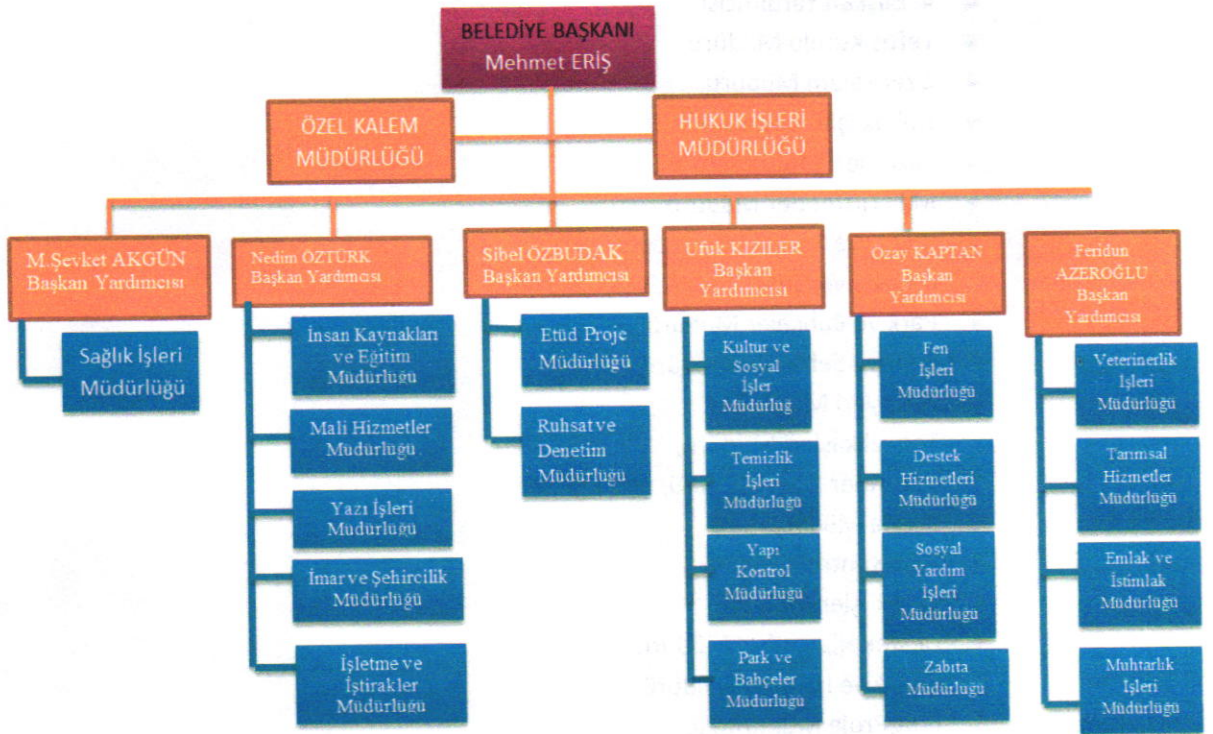 BELEDİYE BAŞKANI
Mehmet ERİŞ
ÖZEL KALEM
MÜDÜRLÜĞÜ
HUKUK İŞLERİ
MÜDÜRLÜĞÜ
M.Şevket AKGÜN
Başkan Yardımcısı
Sağlık İşleri
Müdürlüğü
Nedim ÖZTÜRK
Başkan Yardımcısı
İnsan Kaynakları
ve Eğitim
Müdürlüğü
Mali Hizmetler
Müdürlüğü
Yazı İşleri
Müdürlüğü
İmar ve Şehircilik
Müdürlüğü
İşletme ve
İştirakler
Müdürlüğü
Sibel ÖZBUDAK
Başkan Yardımcısı
Etüd Proje
Müdürlüğü
Ruhsat ve
Denetim
Müdürlüğü
Ufuk KIZILER
Başkan
Yardımcısı
Kültür ve
Sosyal
İşler
Müdürlüğ
Temizlik
İşleri
Müdürlüğü
Yapı
Kontrol
Müdürlüğü
Park ve
Bahçeler
Müdürlüğü
Özay KAPTAN
Başkan
Yardımcısı
Fen
İşleri
Müdürlüğü
Destek
Hizmetleri
Müdürlüğü
Sosyal
Yardım
İşleri
Müdürlüğü
Zabıta
Müdürlüğü
Feridun
AZEROĞLU
Başkan
Yardımcısı
Veterinerlik
İşleri
Müdürlüğü
Tarımsal
Hizmetler
Müdürlüğü
Emlak ve
İstimlak
Müdürlüğü
Muhtarlık
İşleri
Müdürlüğü